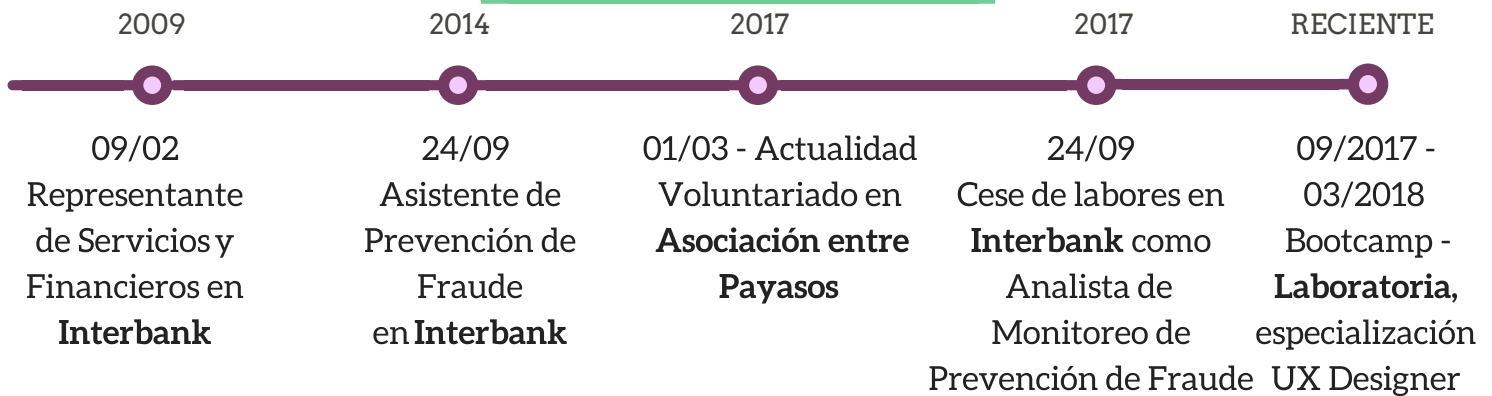 2009
09/02
Representante
de Servicios y
Financieros en
Interbank
2014
24/09
Asistente de
Prevención de
Fraude
en Interbank
2017
01/03 - Actualidad
Voluntariado en
Asociación entre
Payasos
2017
24/09
Cese de labores en
Interbank como
Analista de
Monitoreo de
Prevención de Fraude
RECIENTE
09/2017 -
03/2018
Bootcamp -
Laboratoria,
especialización
UX Designer